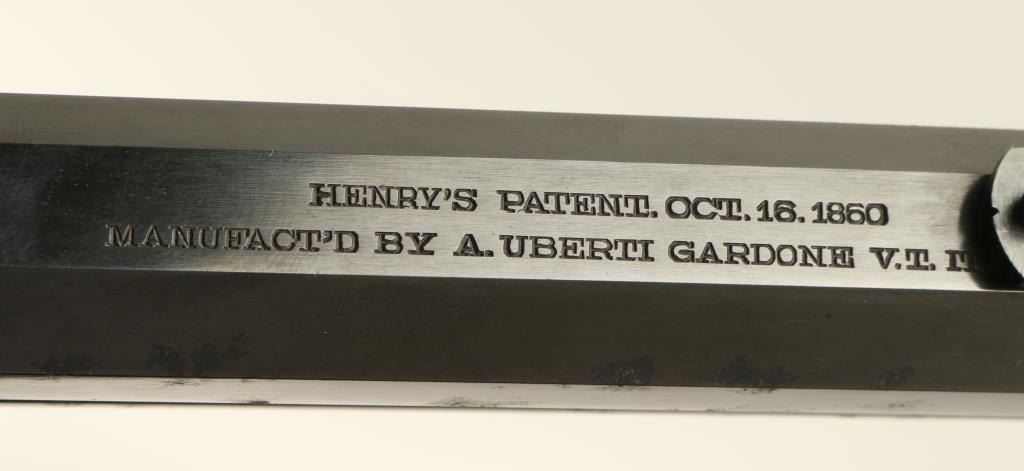 HENRY'S PATENT. OCT. 16. 1860
MANUFACT'D BY A. UBERTI GARDONE V.T.